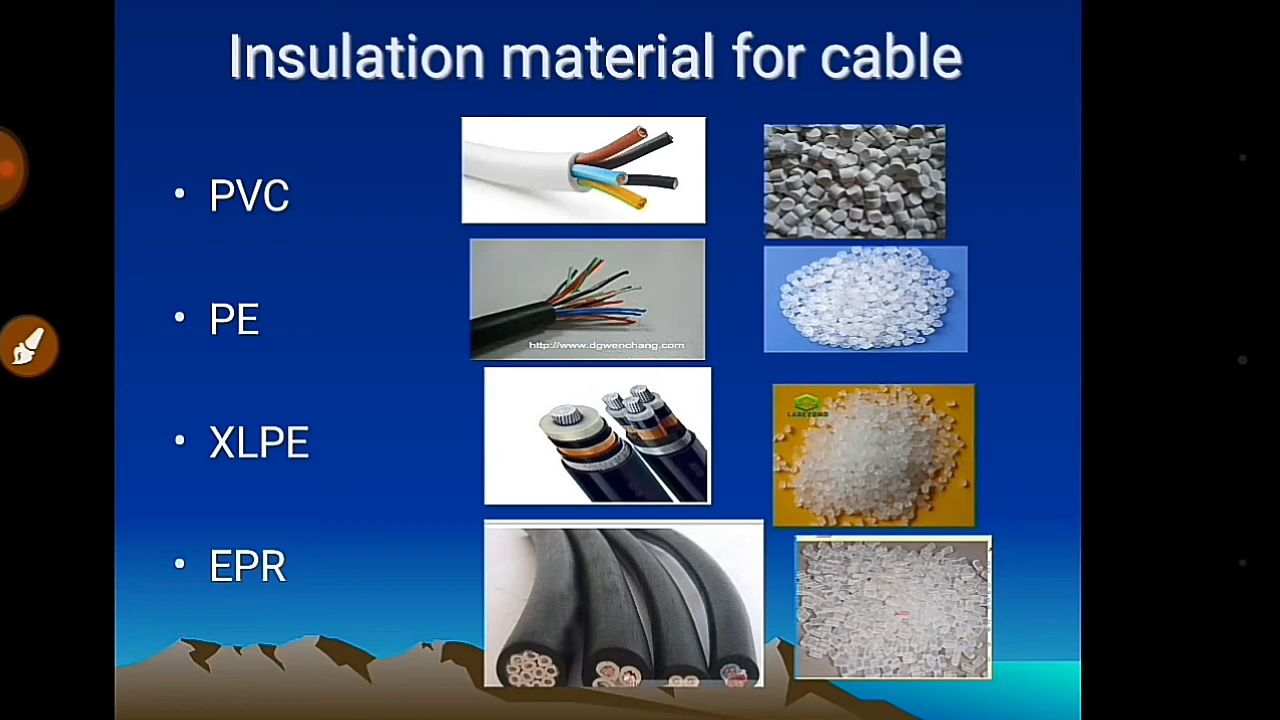 Insulation material for cable
• PVC
• PE
http://www.dgwenchang.com
• XLPE
• EPR